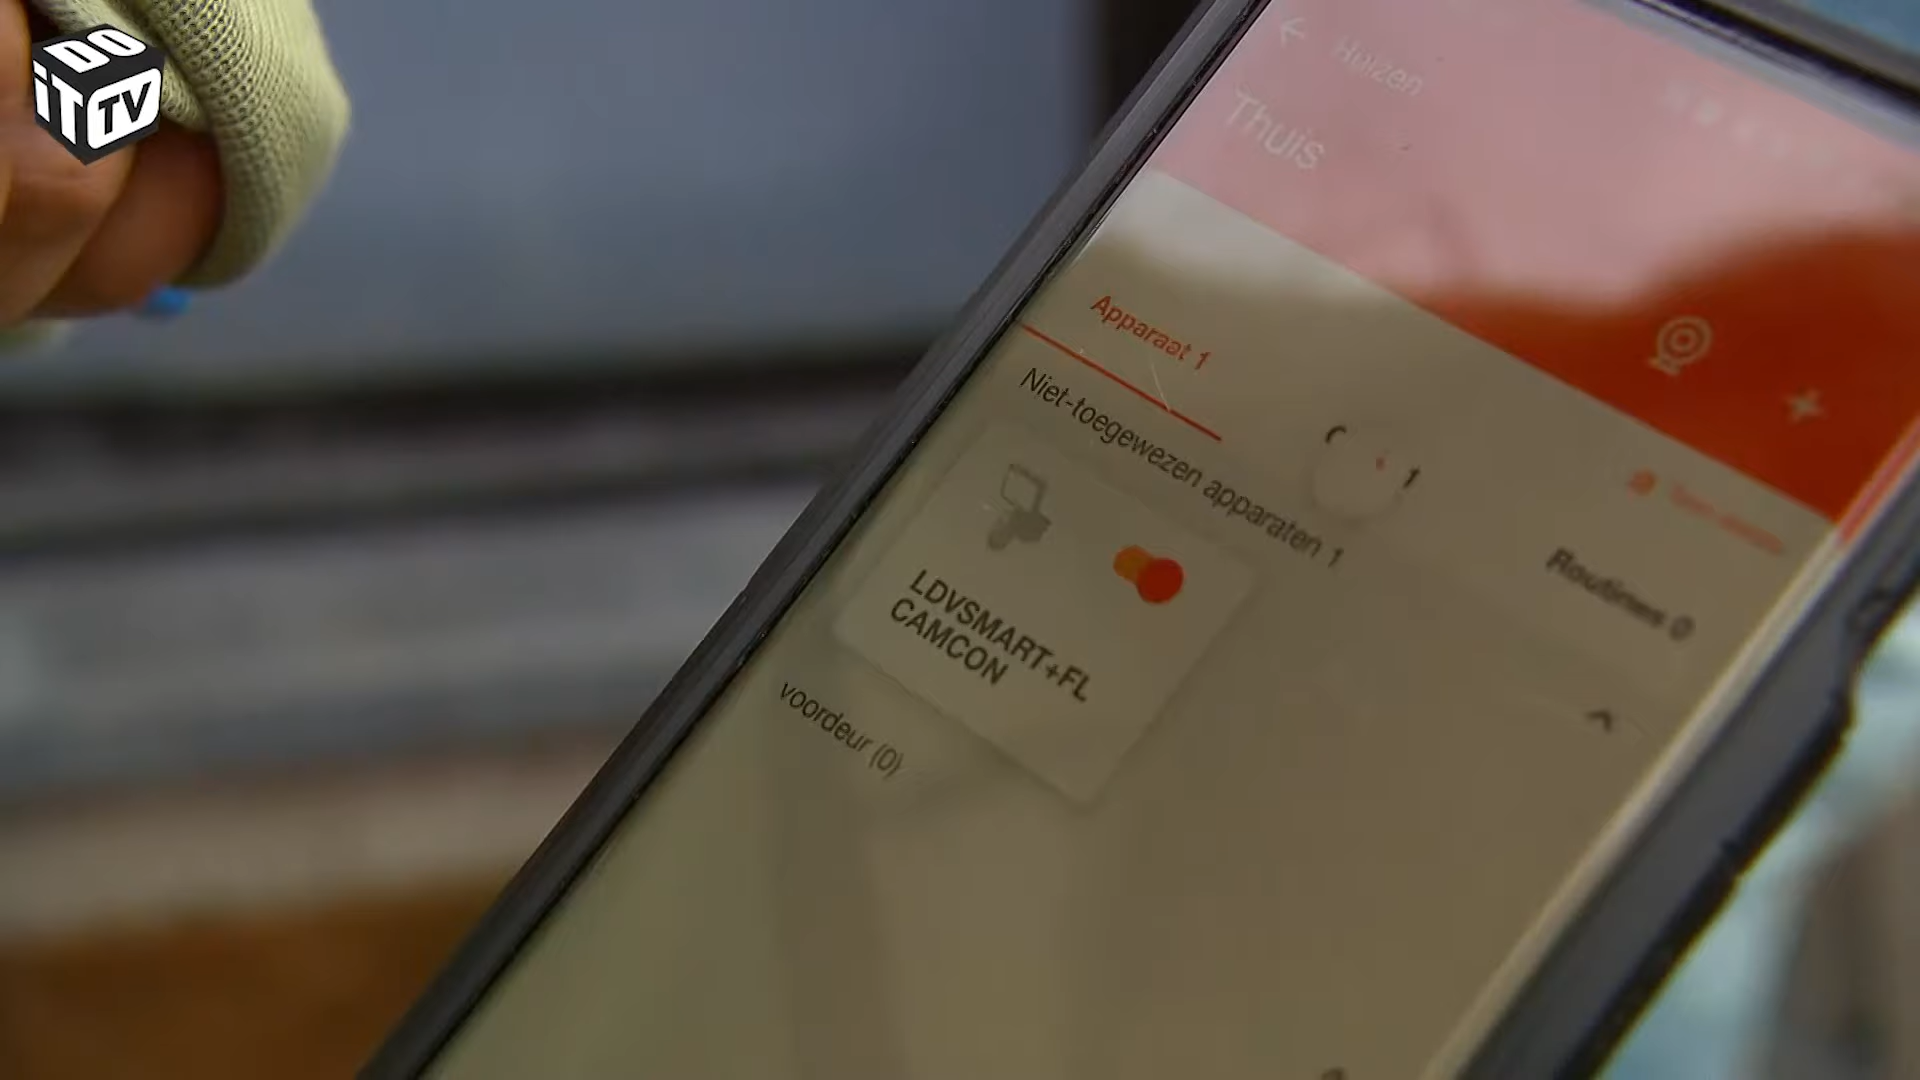 DO
iT TV
Huizen
Thuis
Apparaat 1
Niet-toegewezen apparaten 1
Routines 0
LDVSMART+FL
CAMCON
voordeur (0)